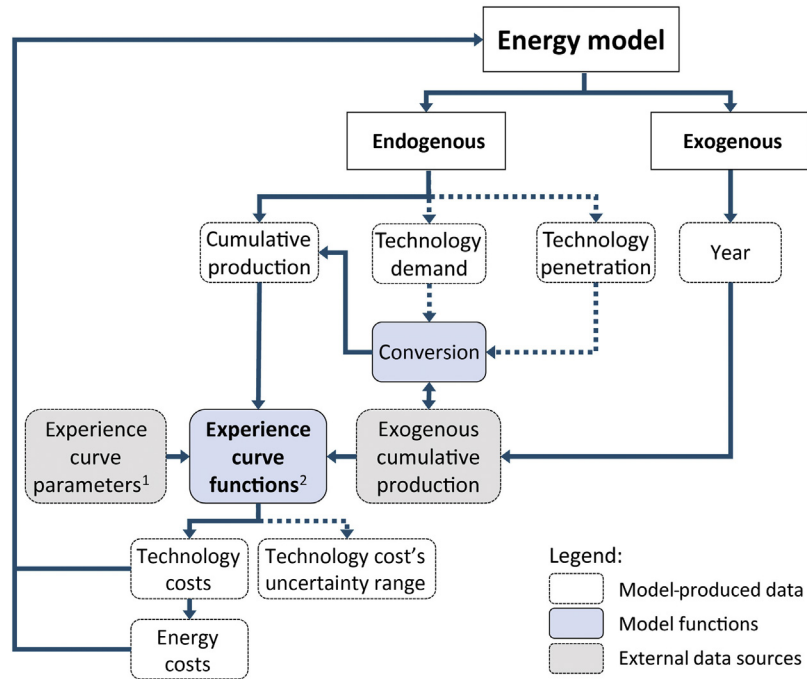 Energy model
Endogenous
Exogenous
Cumulative
production
Technology
demand
Technology
penetration
Year
Conversion
Experience
curve
parameters1
Experience
curve
functions2
Exogenous
cumulative
production
Technology
costs
Technology cost's
uncertainty range
Energy
costs
Legend:
Model-produced data
Model functions
External data sources